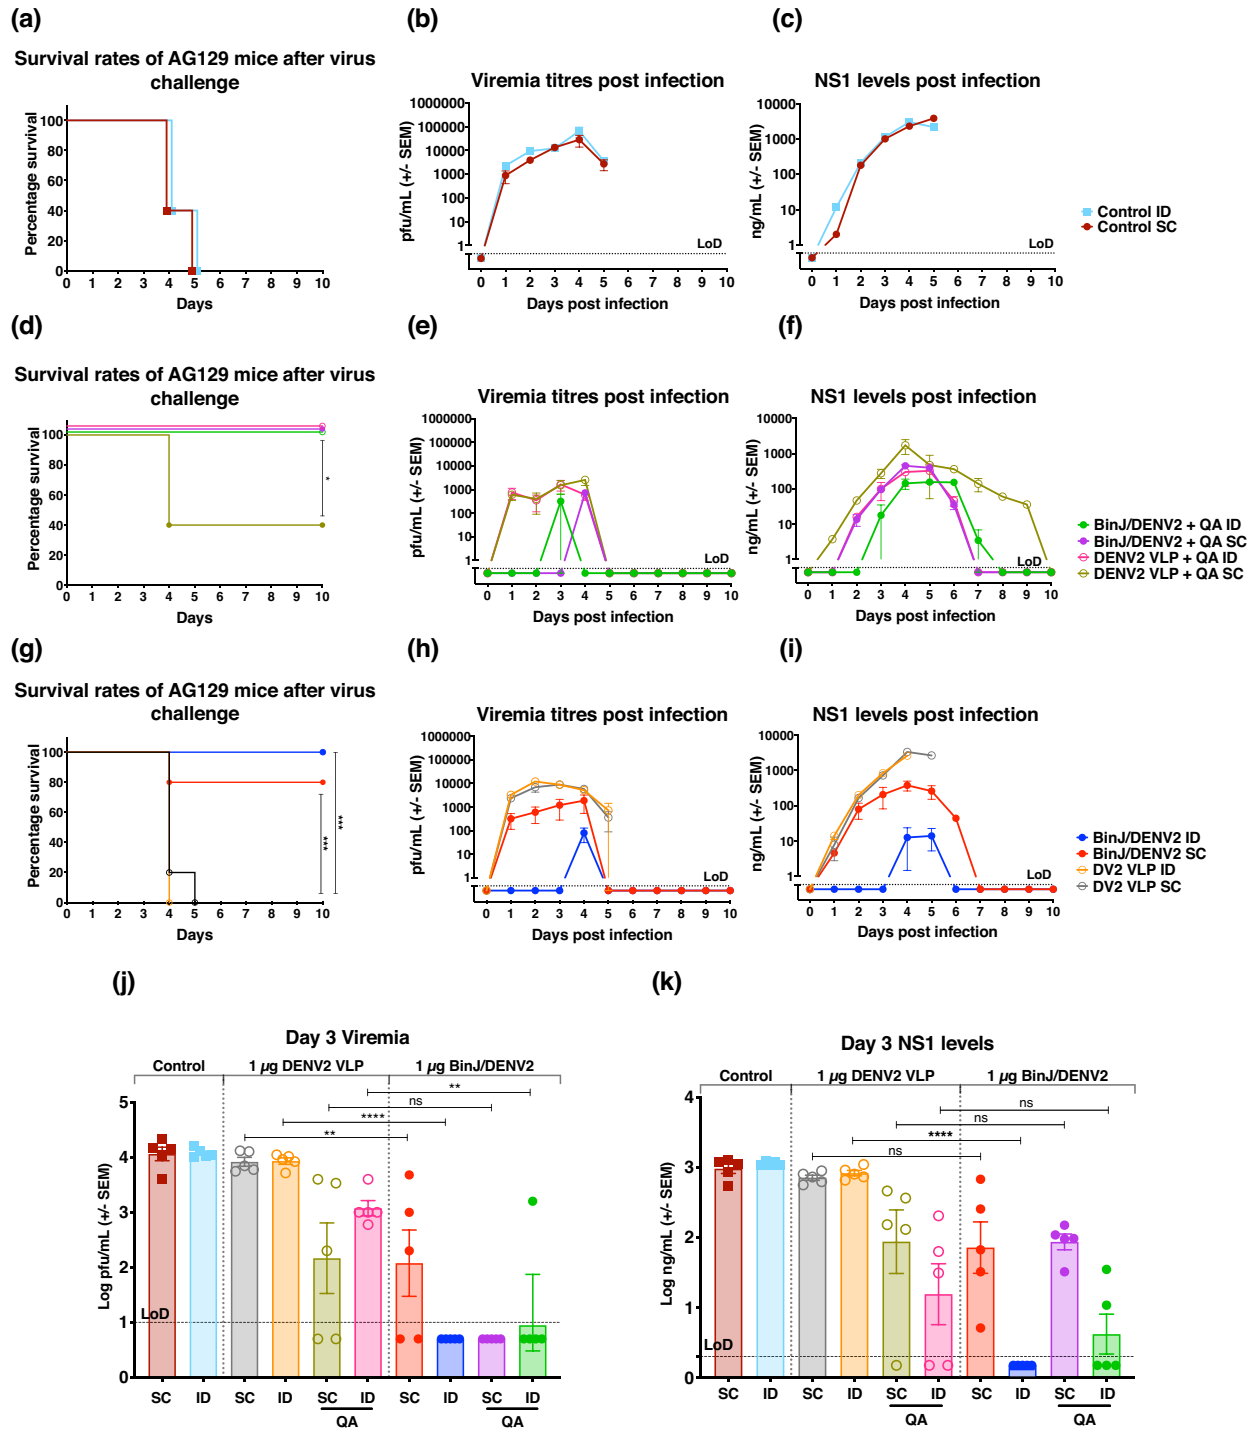 (a)
Survival rates of AG129 mice after virus
challenge
Percentage survival
100
80
60
40
20
0
0 1 2 3 4 5 6 7 8 9 10
Days
(b)
Viremia titres post infection
pfu/mL (+/- SEM)
1000000
100000
10000
1000
100
10
1
LoD
0 1 2 3 4 5 6 7 8 9 10
Days post infection
(c)
NS1 levels post infection
ng/mL (+/- SEM)
10000
1000
100
10
1
LoD
0 1 2 3 4 5 6 7 8 9 10
Days post infection
Control ID
Control SC
(d)
Survival rates of AG129 mice after virus
challenge
Percentage survival
100
80
60
40
20
0
*
0 1 2 3 4 5 6 7 8 9 10
Days
(e)
Viremia titres post infection
pfu/mL (+/- SEM)
1000000
100000
10000
1000
100
10
1
LoD
0 1 2 3 4 5 6 7 8 9 10
Days post infection
(f)
NS1 levels post infection
ng/mL (+/- SEM)
10000
1000
100
10
1
LoD
0 1 2 3 4 5 6 7 8 9 10
Days post infection
BinJ/DENV2 + QA ID
BinJ/DENV2 + QA SC
DENV2 VLP + QA ID
DENV2 VLP + QA SC
(g)
Survival rates of AG129 mice after virus
challenge
Percentage survival
100
80
60
40
20
0
***
***
0 1 2 3 4 5 6 7 8 9 10
Days
(h)
Viremia titres post infection
pfu/mL (+/- SEM)
1000000
100000
10000
1000
100
10
1
LoD
0 1 2 3 4 5 6 7 8 9 10
Days post infection
(i)
NS1 levels post infection
ng/mL (+/- SEM)
10000
1000
100
10
1
LoD
0 1 2 3 4 5 6 7 8 9 10
Days post infection
BinJ/DENV2 ID
BinJ/DENV2 SC
DV2 VLP ID
DV2 VLP SC
(j)
Day 3 Viremia
Control 1 µg DENV2 VLP 1 µg BinJ/DENV2
**
ns
****
**
Log pfu/mL (+/- SEM)
5
4
3
2
1
0
LoD
SC ID SC ID SC ID SC ID SC ID
QA QA
(k)
Day 3 NS1 levels
Control 1 µg DENV2 VLP 1 µg BinJ/DENV2
ns
ns
****
ns
Log ng/mL (+/- SEM)
4
3
2
1
0
LoD
SC ID SC ID SC ID SC ID SC ID
QA QA